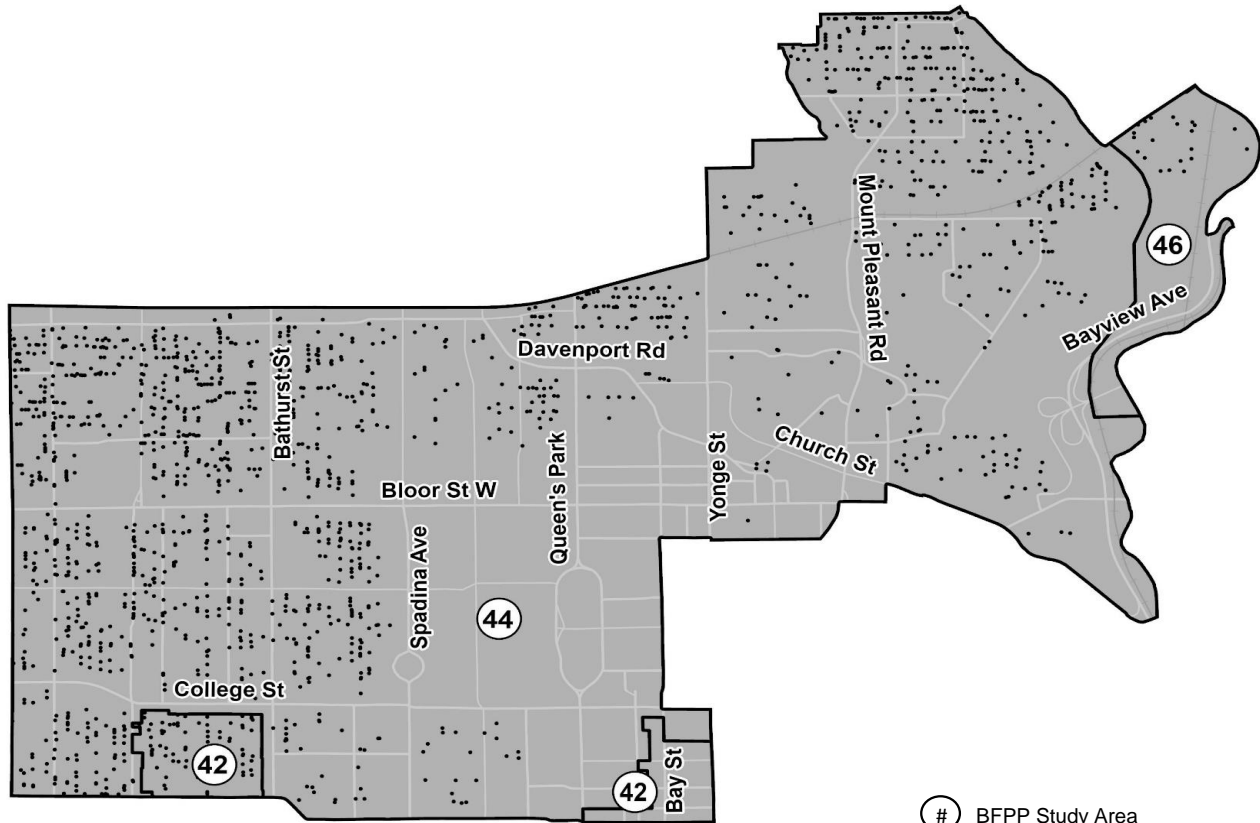 46
Mount Pleasant Rd
Bayview Ave
Davenport Rd
Bathurst St
Church St
Queen's Park
Yonge St
Bloor St W
Spadina Ave
44
College St
42
42
Bay St
# BFPP Study Area